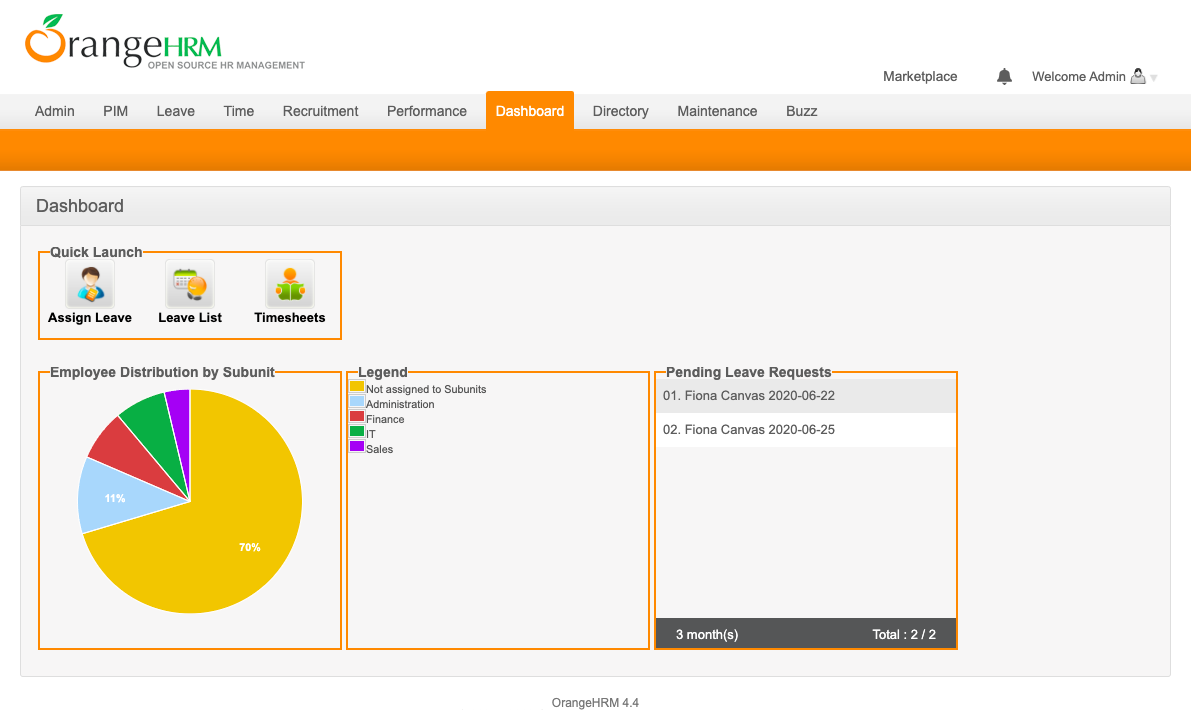 OrangeHRM
OPEN SOURCE HR MANAGEMENT
Marketplace Welcome Admin
Admin PIM Leave Time Recruitment Performance Dashboard Directory Maintenance Buzz
Dashboard
Quick Launch
Assign Leave Leave List Timesheets
Employee Distribution by Subunit
11%
70%
Legend
Not assigned to Subunits
Administration
Finance
IT
Sales
Pending Leave Requests
01. Fiona Canvas 2020-06-22
02. Fiona Canvas 2020-06-25
3 month(s) Total : 2 / 2
OrangeHRM 4.4